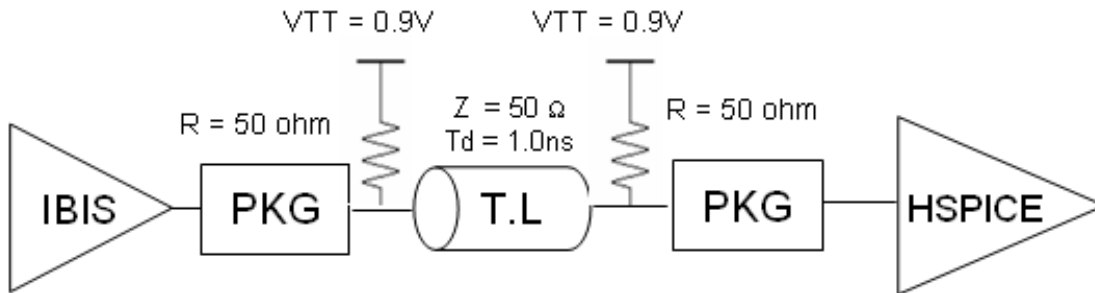 VTT = 0.9V
VTT = 0.9V
R = 50 ohm
Z = 50 Ω
Td = 1.0ns
R = 50 ohm
IBIS
PKG
T.L
PKG
HSPICE